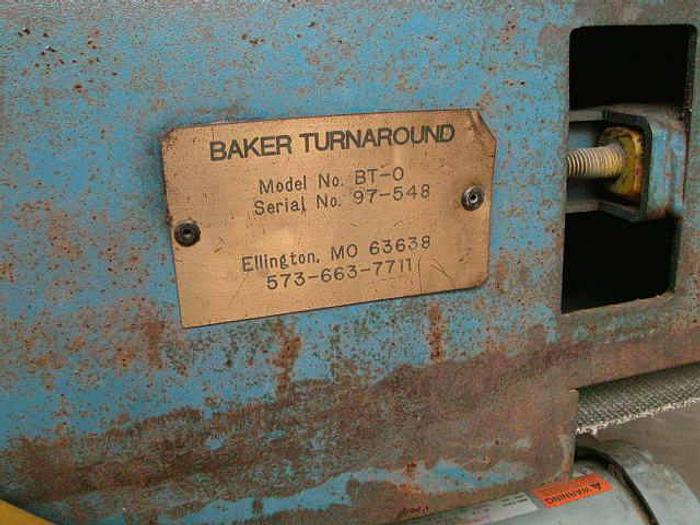 BAKER TURNAROUND
Model No. BT-0
Serial No. 97-548
Ellington, MO 63638
573-663-7711
WARNING